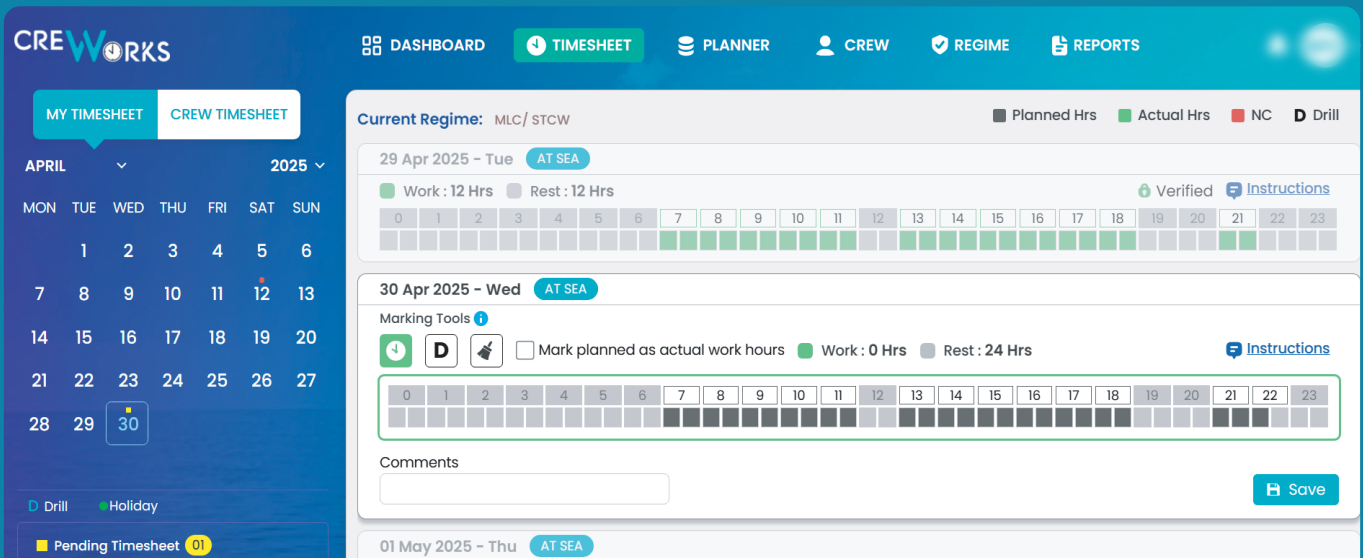 CREWORKS
DASHBOARD TIMESHEET PLANNER CREW REGIME REPORTS
MY TIMESHEET CREW TIMESHEET
APRIL 2025
MON TUE WED THU FRI SAT SUN
1 2 3 4 5 6
7 8 9 10 11 12 13
14 15 16 17 18 19 20
21 22 23 24 25 26 27
28 29 30
D Drill Holiday
Pending Timesheet 01
Current Regime: MLC/ STCW
Planned Hrs Actual Hrs NC D Drill
29 Apr 2025 - Tue AT SEA
Work : 12 Hrs Rest : 12 Hrs Verified Instructions
0 1 2 3 4 5 6 7 8 9 10 11 12 13 14 15 16 17 18 19 20 21 22 23
30 Apr 2025 - Wed AT SEA
Marking Tools i
D Mark planned as actual work hours Work : 0 Hrs Rest : 24 Hrs Instructions
0 1 2 3 4 5 6 7 8 9 10 11 12 13 14 15 16 17 18 19 20 21 22 23
Comments
Save
01 May 2025 - Thu AT SEA